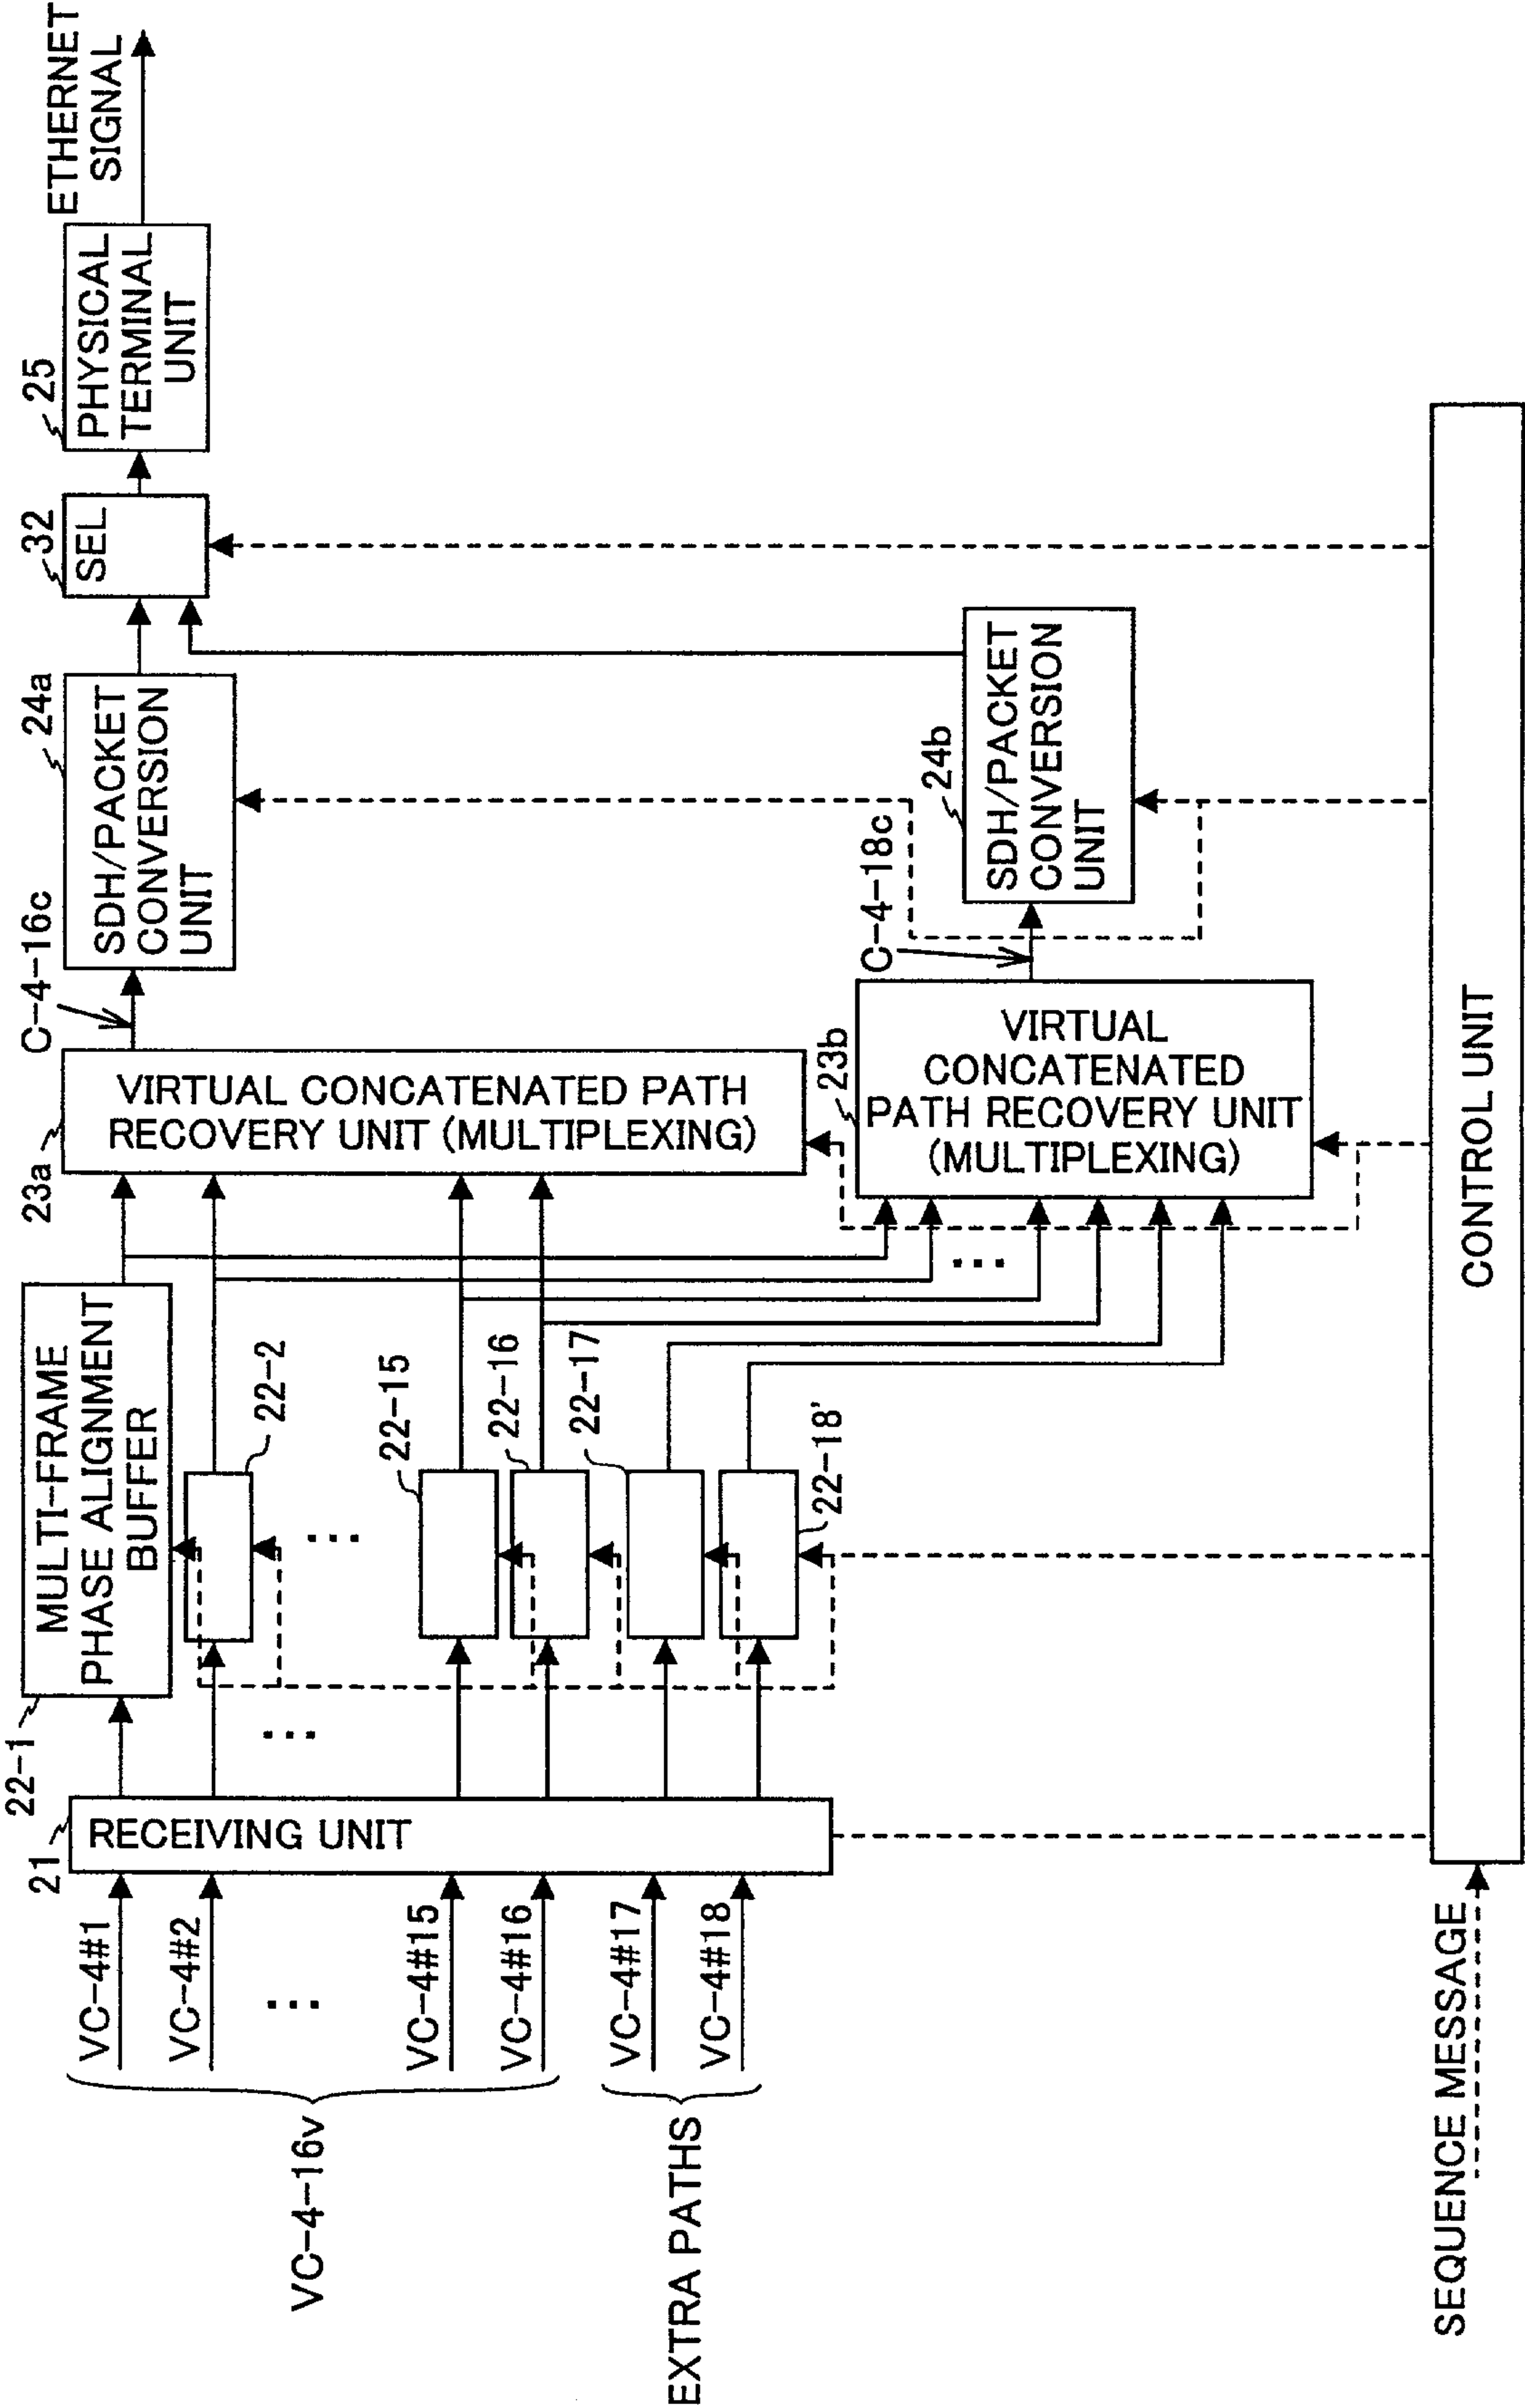 VC-4-16v
EXTRA PATHS
VC-4#1
VC-4#2
...
VC-4#15
VC-4#16
VC-4#17
VC-4#18
SEQUENCE MESSAGE
21
RECEIVING UNIT
...
22-1
MULTI-FRAME
PHASE ALIGNMENT
BUFFER
22-2
...
22-15
22-16
22-17
22-18'
23a
VIRTUAL CONCATENATED PATH
RECOVERY UNIT (MULTIPLEXING)
...
23b
VIRTUAL
CONCATENATED
PATH RECOVERY UNIT
(MULTIPLEXING)
C-4-16c
C-4-18c
24a
SDH/PACKET
CONVERSION
UNIT
24b
SDH/PACKET
CONVERSION
UNIT
32
SEL
25
PHYSICAL
TERMINAL
UNIT
ETHERNET
SIGNAL
CONTROL UNIT